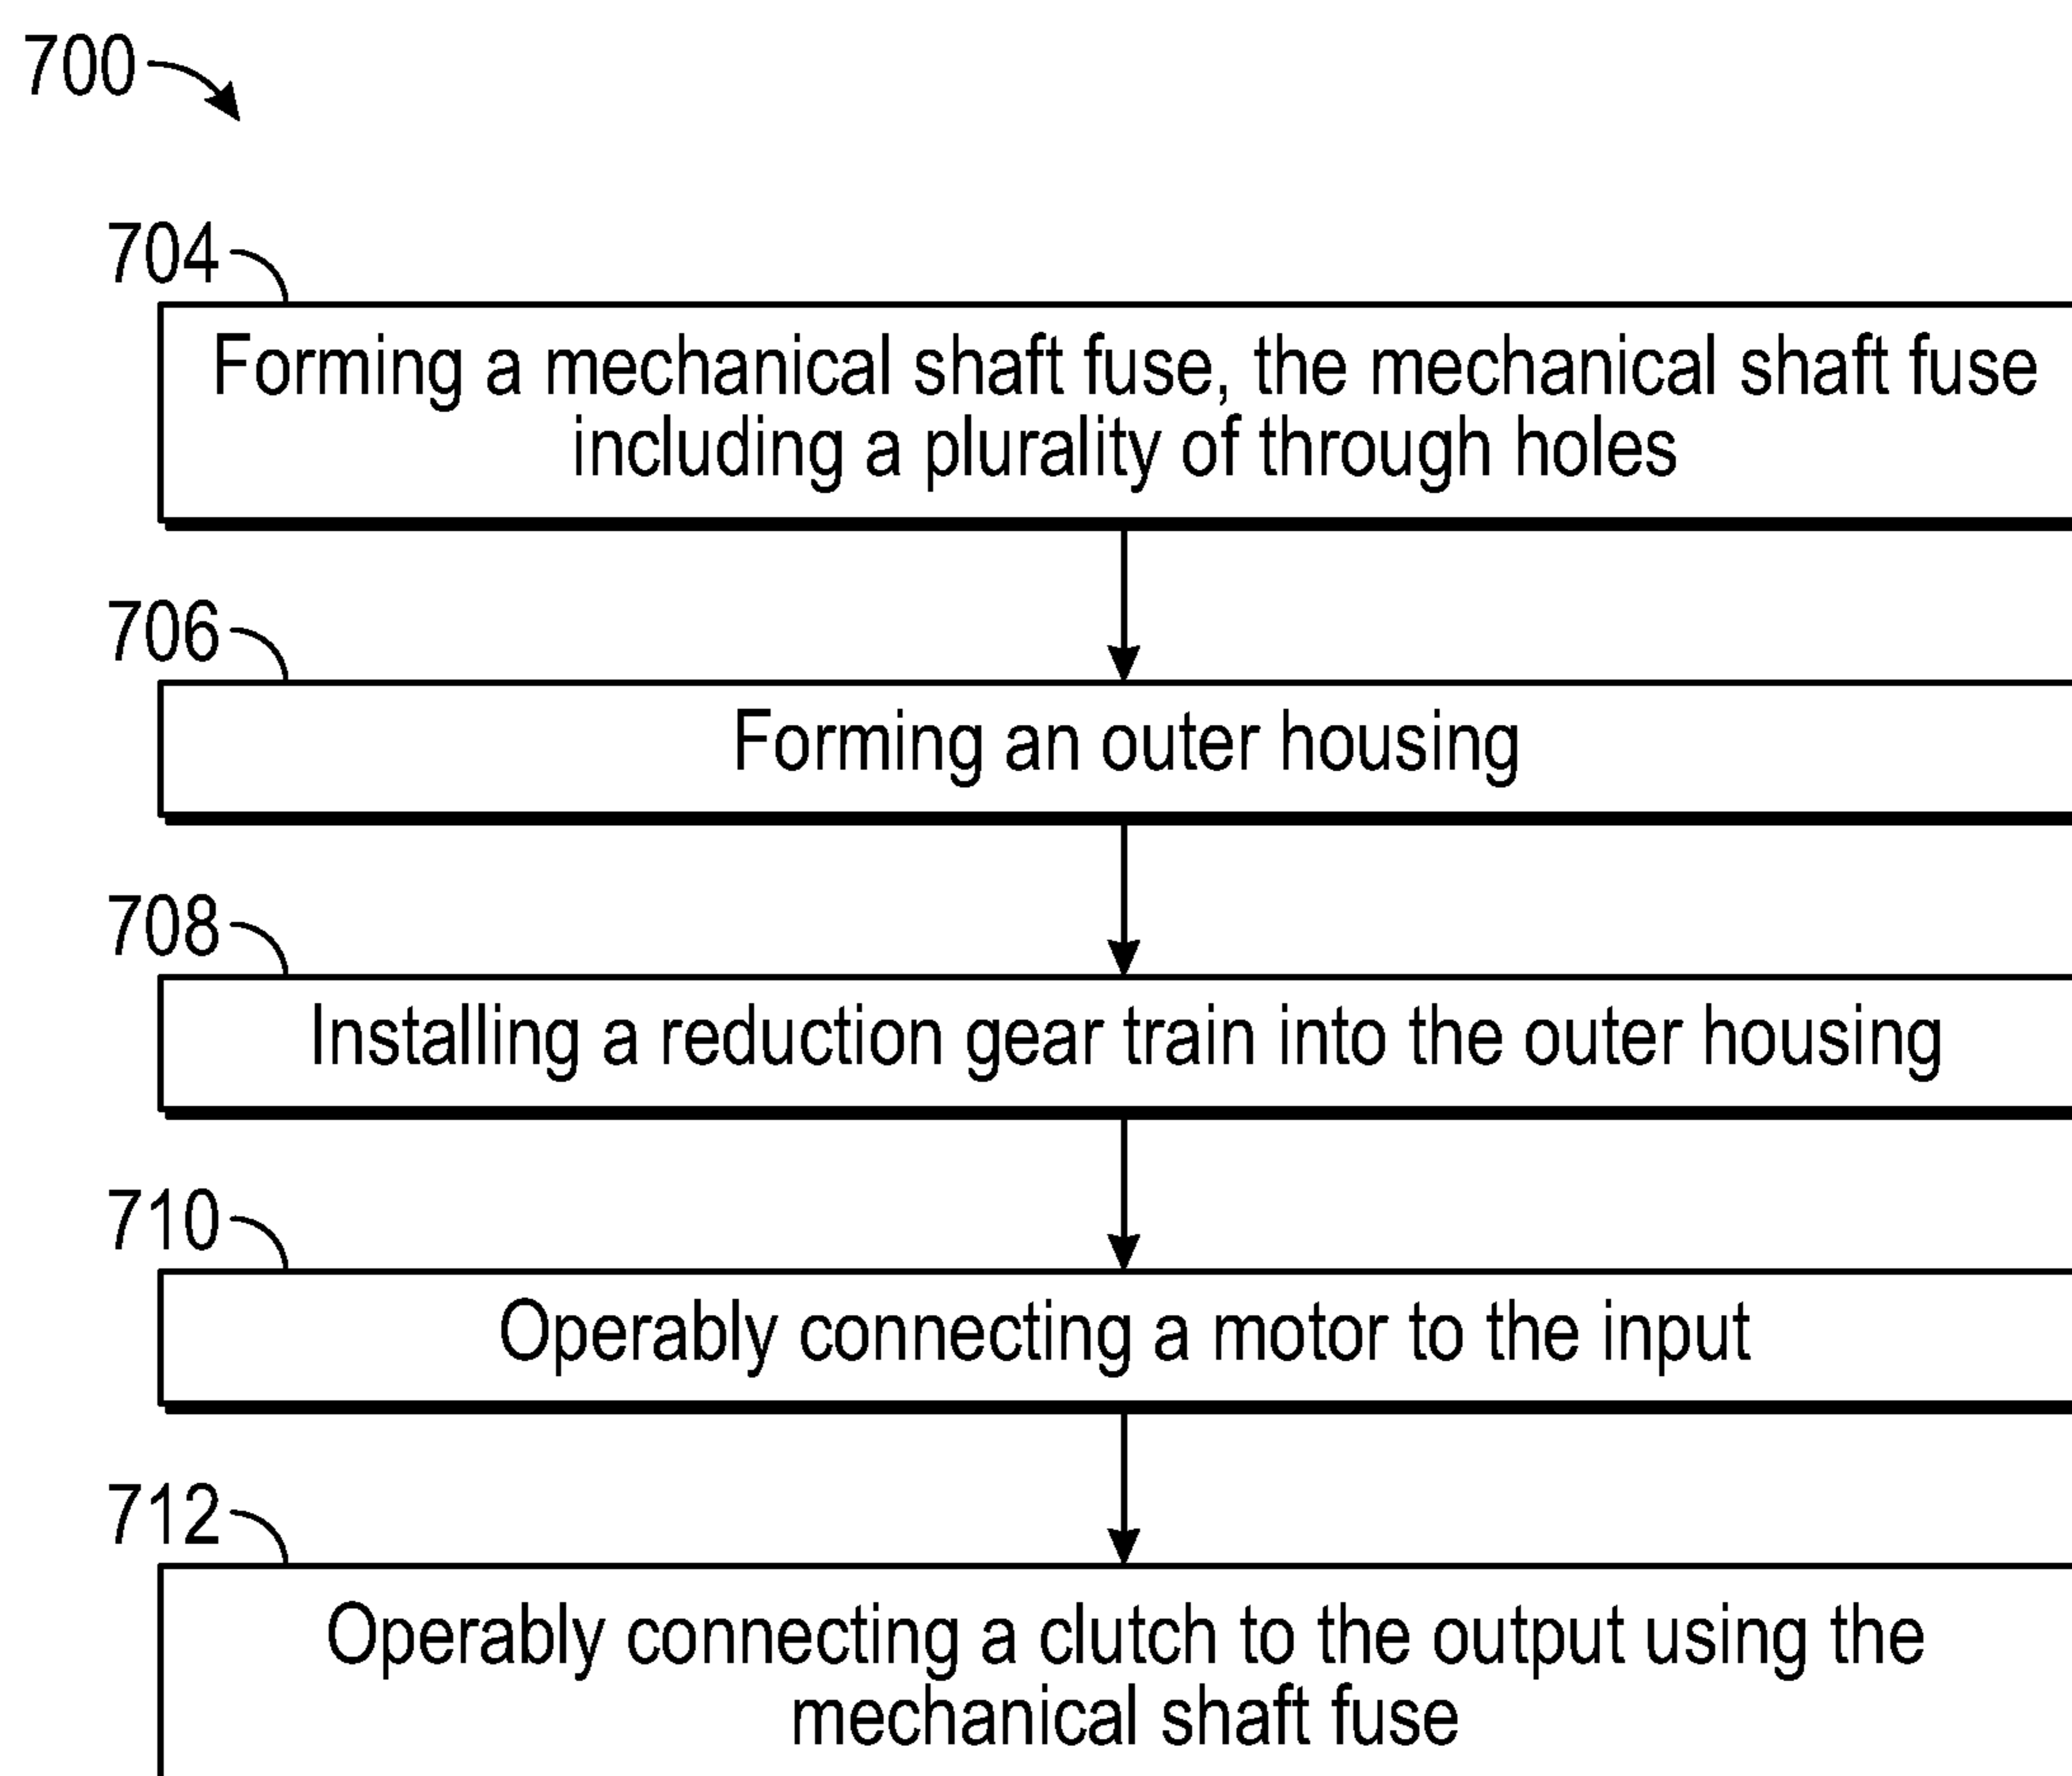 700
704
Forming a mechanical shaft fuse, the mechanical shaft fuse
including a plurality of through holes
706
Forming an outer housing
708
Installing a reduction gear train into the outer housing
710
Operably connecting a motor to the input
712
Operably connecting a clutch to the output using the
mechanical shaft fuse